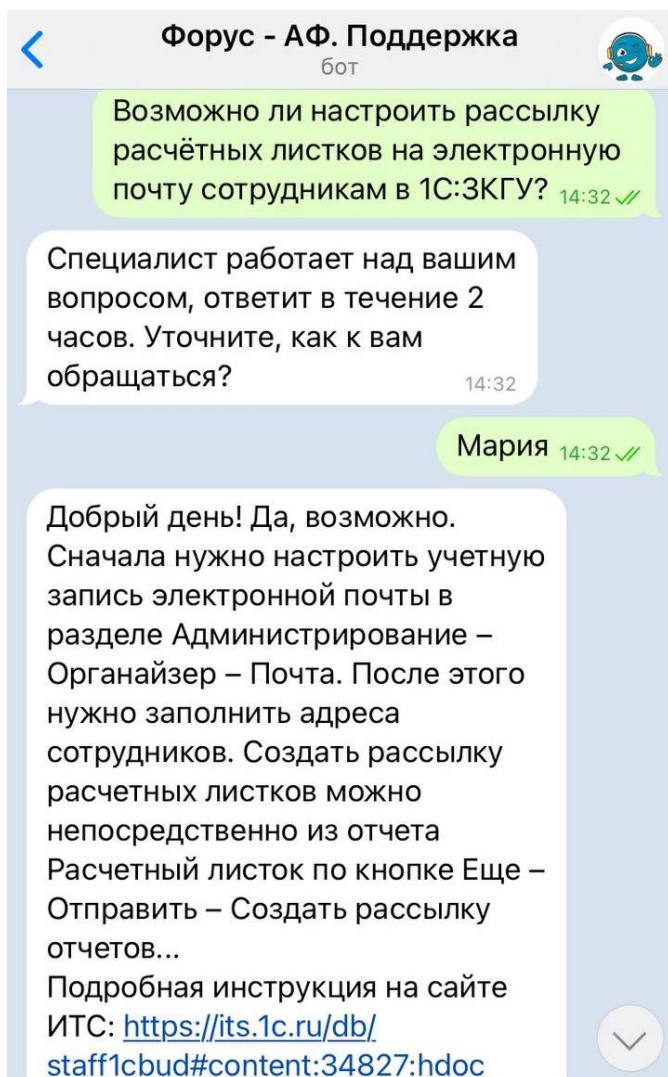 Форус - АФ. Поддержка
бот
Возможно ли настроить рассылку
расчётных листков на электронную
почту сотрудникам в 1С:ЗКГУ? 14:32
Специалист работает над вашим
вопросом, ответит в течение 2
часов. Уточните, как к вам
обращаться? 14:32
Мария 14:32
Добрый день! Да, возможно.
Сначала нужно настроить учетную
запись электронной почты в
разделе Администрирование –
Органайзер – Почта. После этого
нужно заполнить адреса
сотрудников. Создать рассылку
расчетных листков можно
непосредственно из отчета
Расчетный листок по кнопке Еще –
Отправить – Создать рассылку
отчетов...
Подробная инструкция на сайте
ИТС: https://its.1c.ru/db/
staff1cbud#content:34827:hdoc